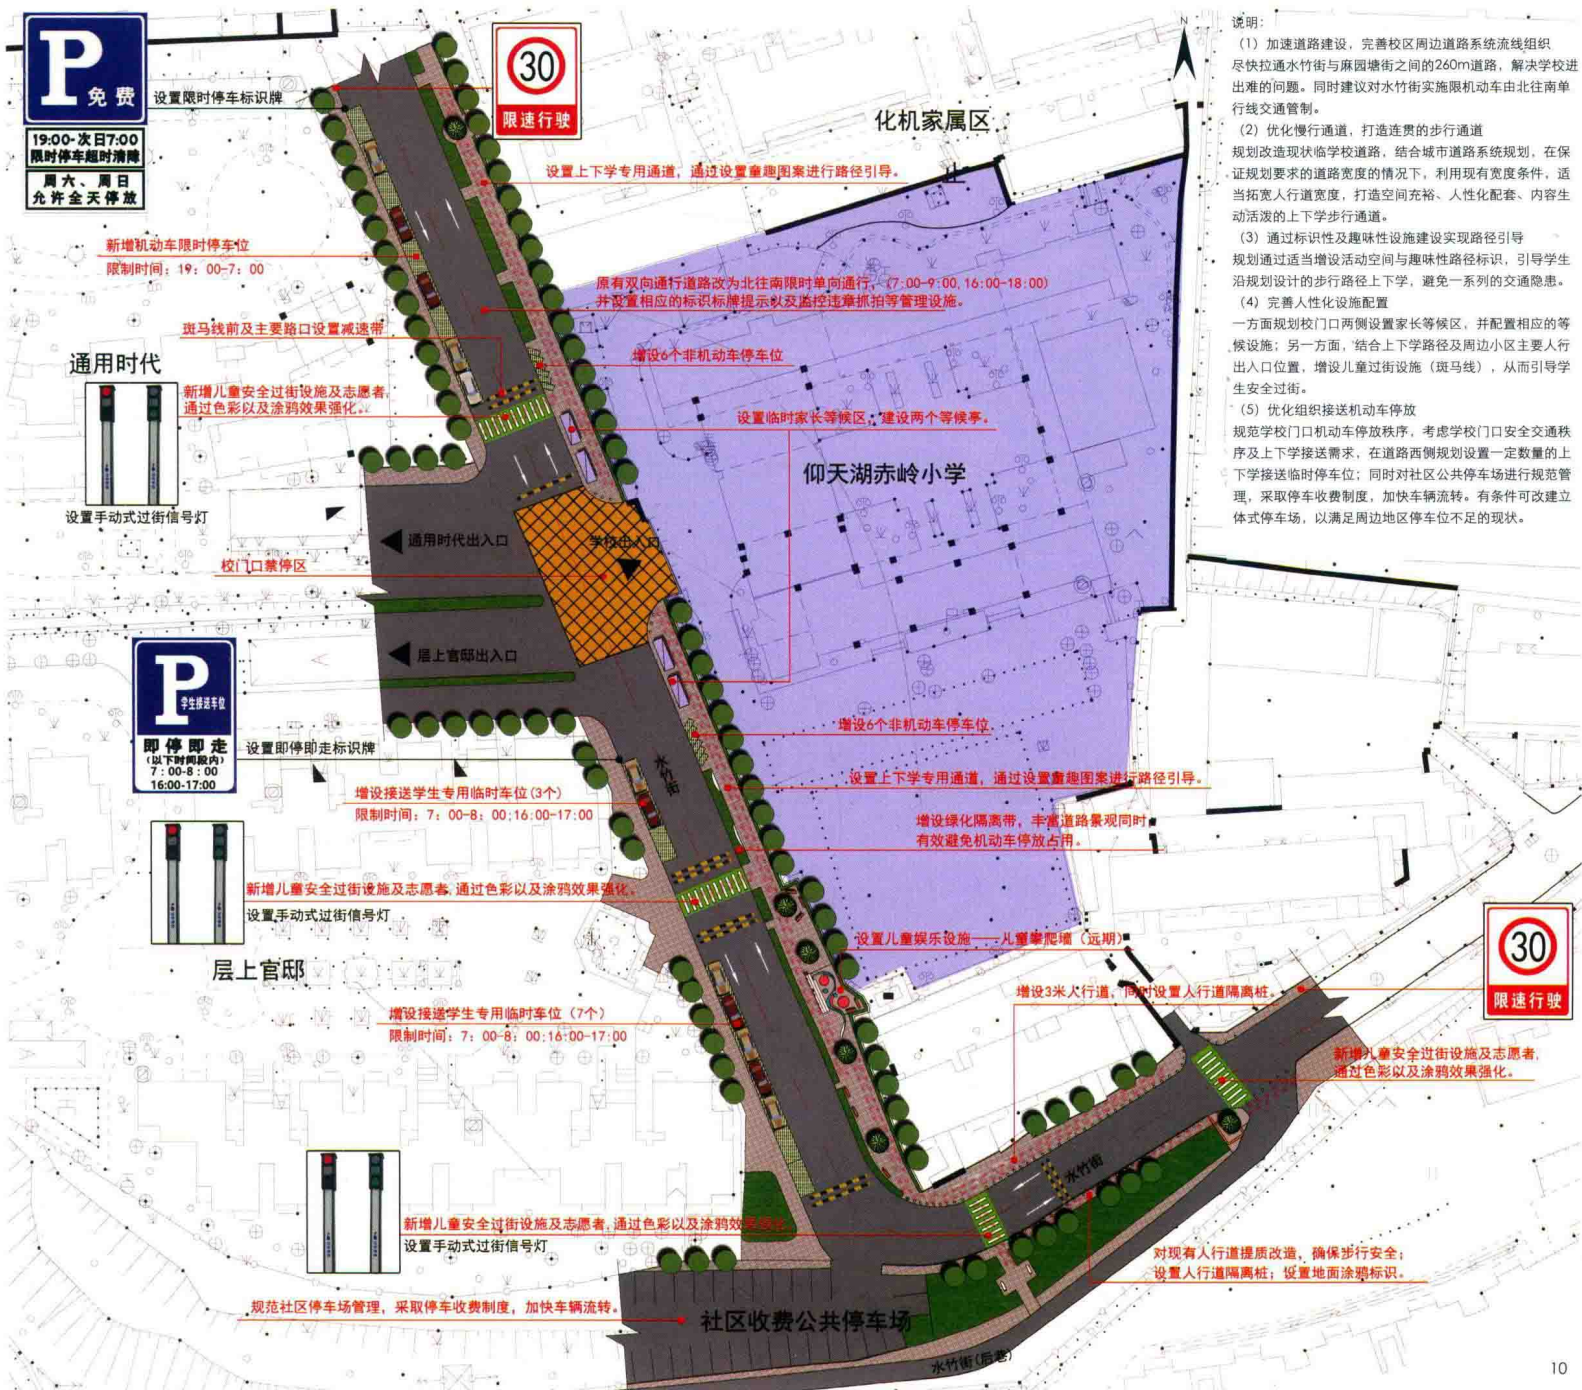 P
免费
19:00-次日7:00
限时停车超时清障
周六、周日
允许全天停放
设置限时停车标识牌
30
限速行驶
化机家属区
N
说明：
（1）加速道路建设，完善校区周边道路系统流线组织
尽快拉通水竹街与麻园塘街之间的260m道路，解决学校进
出难的问题。同时建议对水竹街实施限机动车由北往南单
行线交通管制。
（2）优化慢行通道，打造连贯的步行通道
规划改造现状临学校道路，结合城市道路系统规划，在保
证规划要求的道路宽度的情况下，利用现有宽度条件，适
当拓宽人行道宽度，打造空间充裕、人性化配套、内容生
动活泼的上下学步行通道。
（3）通过标识性及趣味性设施建设实现路径引导
规划通过适当增设活动空间与趣味性路径标识，引导学生
沿规划设计的步行路径上下学，避免一系列的交通隐患。
（4）完善人性化设施配置
一方面规划校门口两侧设置家长等候区，并配置相应的等
候设施；另一方面，结合上下学路径及周边小区主要人行
出入口位置，增设儿童过街设施（斑马线），从而引导学
生安全过街。
（5）优化组织接送机动车停放
规范学校门口机动车停放秩序，考虑学校门口安全交通秩
序及上下学接送需求，在道路西侧规划设置一定数量的上
下学接送临时停车位；同时对社区公共停车场进行规范管
理，采取停车收费制度，加快车辆流转。有条件可改建立
体式停车场，以满足周边地区停车位不足的现状。
设置上下学专用通道，通过设置童趣图案进行路径引导。
新增机动车限时停车位
限制时间：19：00-7：00
原有双向通行道路改为北往南限时单向通行，（7:00-9:00,16:00-18:00）
并设置相应的标识标牌提示以及监控违章抓拍等管理设施。
斑马线前及主要路口设置减速带
增设6个非机动车停车位
通用时代
新增儿童安全过街设施及志愿者,
通过色彩以及涂鸦效果强化。
设置临时家长等候区，建设两个等候亭。
仰天湖赤岭小学
设置手动式过街信号灯
通用时代出入口
学校出入口
校门口禁停区
层上官邸出入口
P
学生接送车位
即停即走
（以下时间段内）
7：00-8：00
16:00-17:00
设置即停即走标识牌
增设6个非机动车停车位
水竹街
设置上下学专用通道，通过设置童趣图案进行路径引导。
增设接送学生专用临时车位(3个)
限制时间：7：00-8：00;16:00-17:00
增设绿化隔离带，丰富道路景观同时，
有效避免机动车停放占用。
新增儿童安全过街设施及志愿者,通过色彩以及涂鸦效果强化。
设置手动式过街信号灯
设置儿童娱乐设施——儿童攀爬墙（远期）
层上官邸
30
限速行驶
增设3米人行道，同时设置人行道隔离桩。
增设接送学生专用临时车位（7个）
限制时间：7：00-8：00;16:00-17:00
新增儿童安全过街设施及志愿者,
通过色彩以及涂鸦效果强化。
水竹街
新增儿童安全过街设施及志愿者,通过色彩以及涂鸦效果强化。
设置手动式过街信号灯
对现有人行道提质改造，确保步行安全；
设置人行道隔离桩；设置地面涂鸦标识。
规范社区停车场管理，采取停车收费制度，加快车辆流转。
社区收费公共停车场
水竹街(后巷)
10